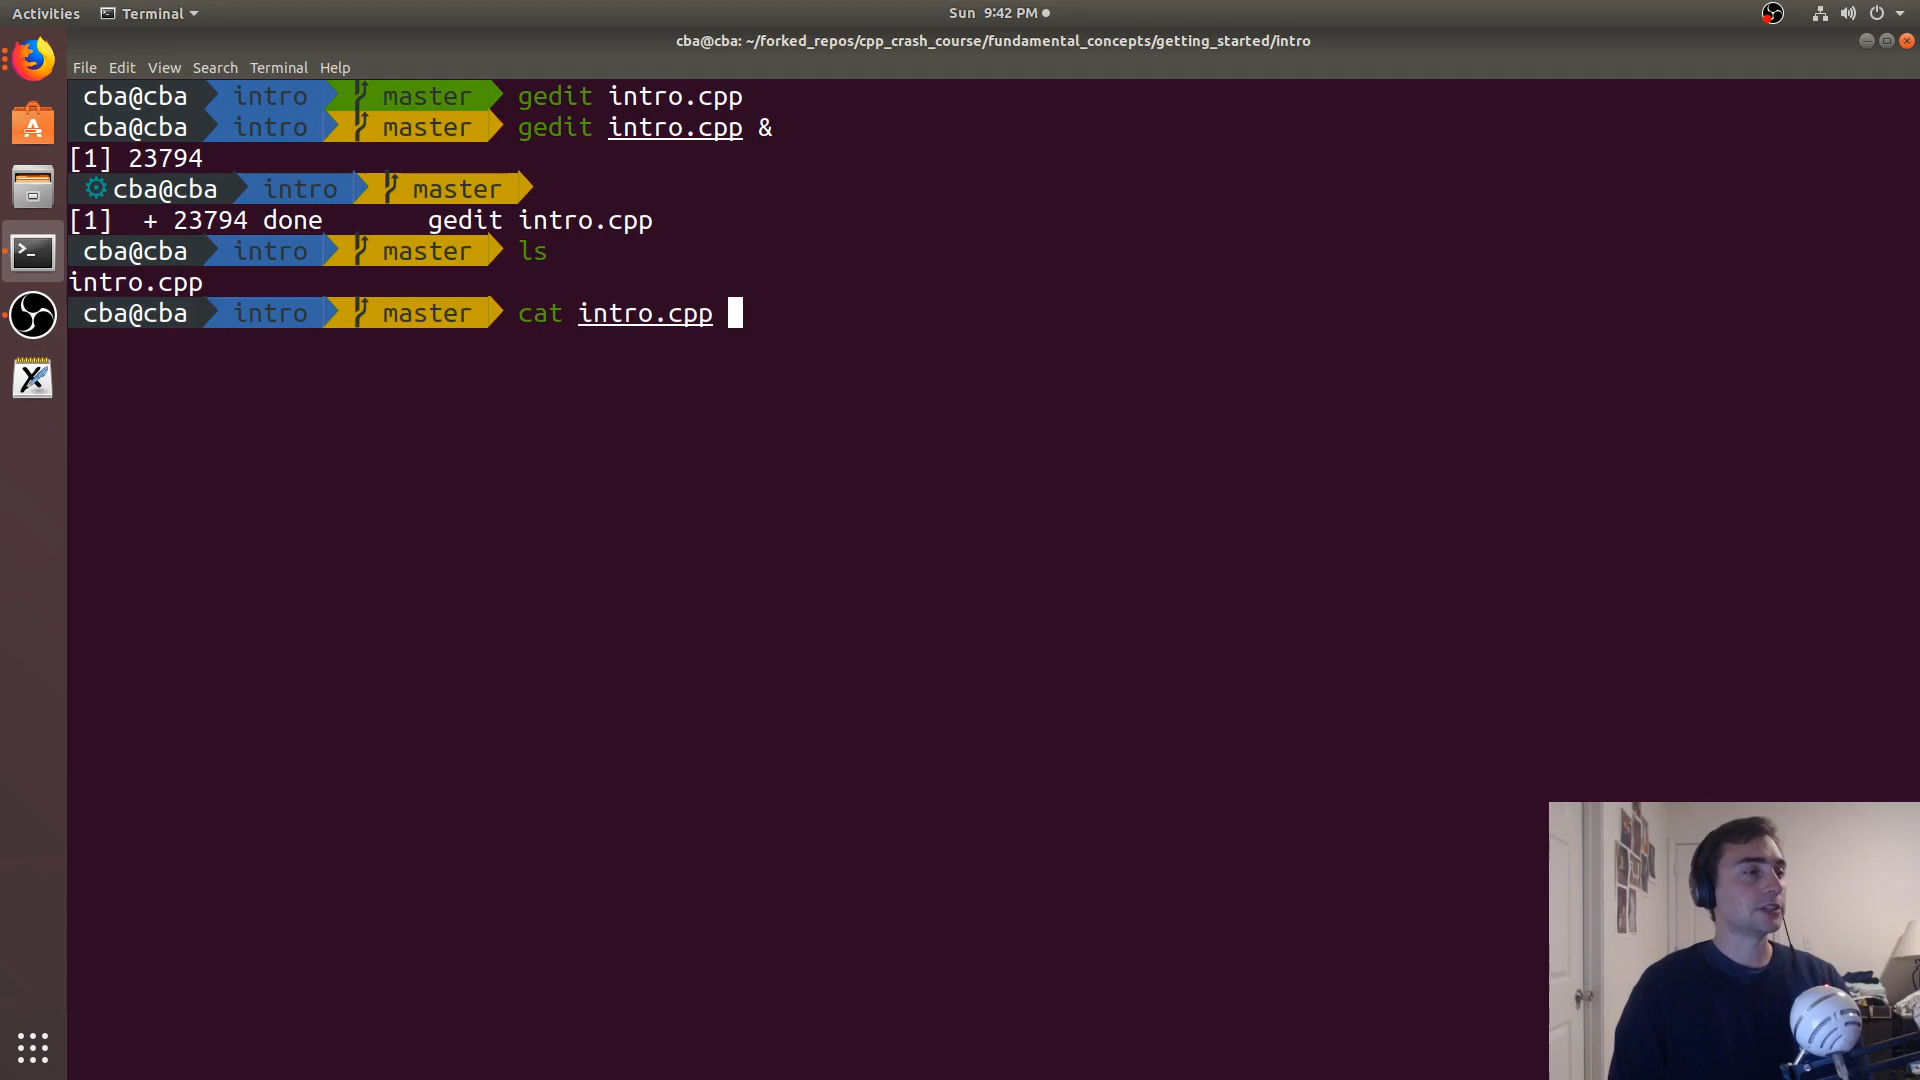 Activities Terminal Sun 9:42 PM
cba@cba: ~/forked_repos/cpp_crash_course/fundamental_concepts/getting_started/intro
File Edit View Search Terminal Help
cba@cba intro master gedit intro.cpp
cba@cba intro master gedit intro.cpp &
[1] 23794
cba@cba intro master
[1] + 23794 done gedit intro.cpp
cba@cba intro master ls
intro.cpp
cba@cba intro master cat intro.cpp